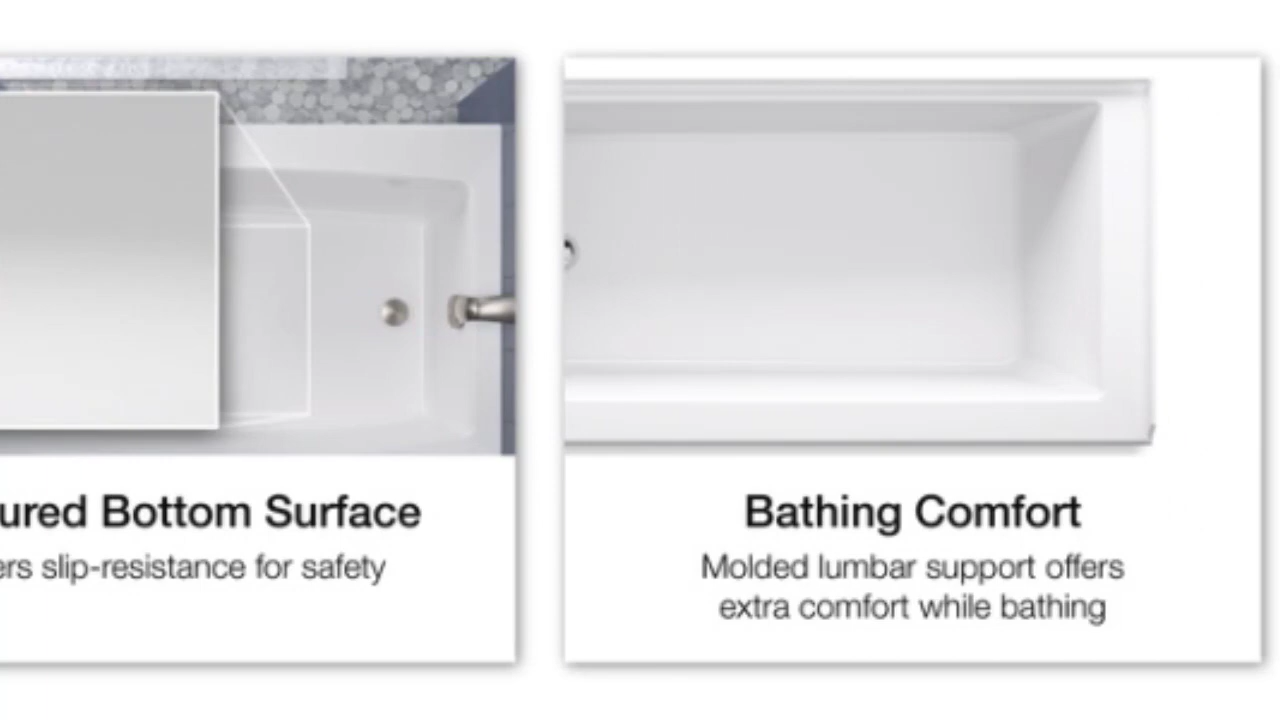 ured Bottom Surface
ers slip-resistance for safety
Bathing Comfort
Molded lumbar support offers
extra comfort while bathing